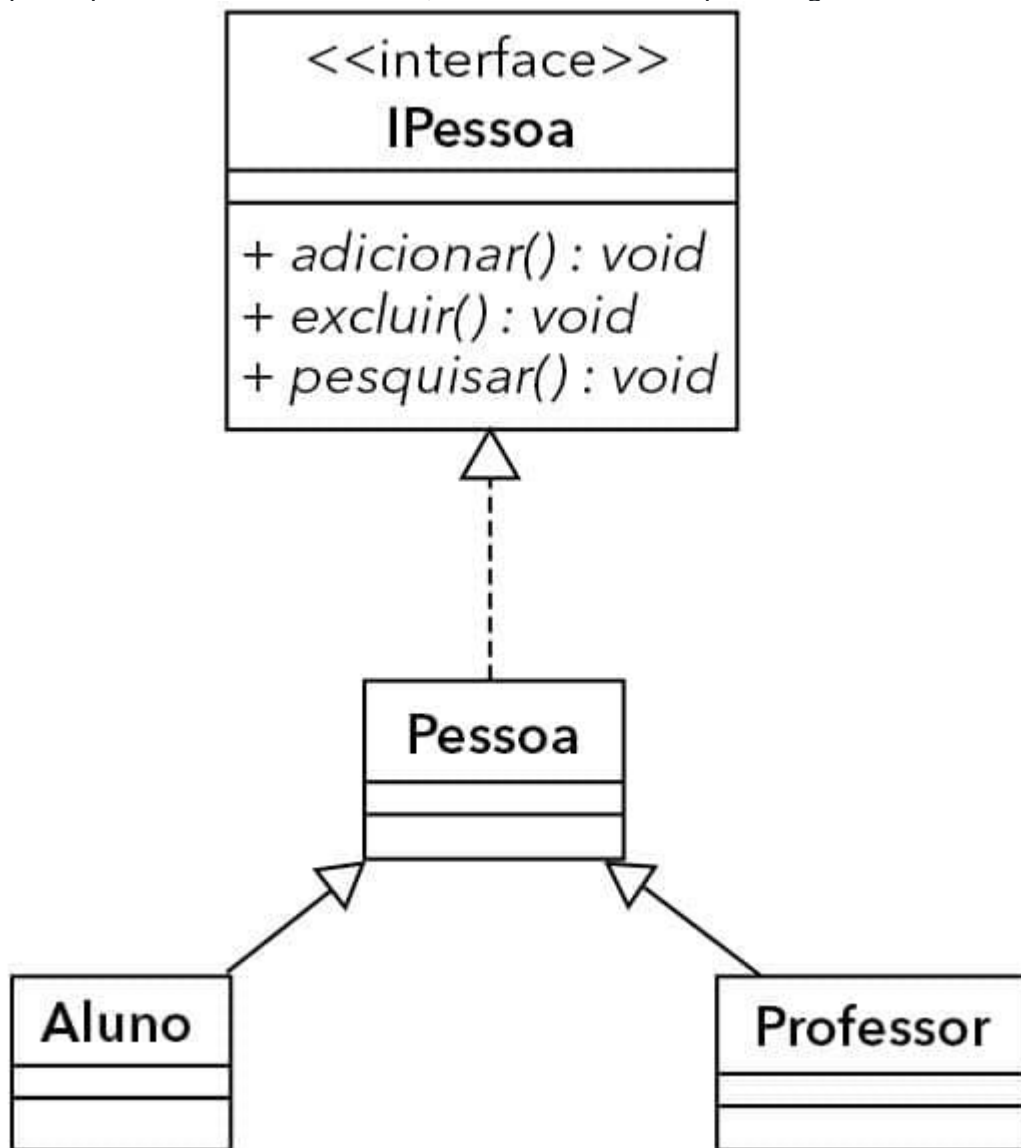 <<interface>>
IPessoa
+ adicionar() : void
+ excluir() : void
+ pesquisar() : void
Pessoa
Aluno
Professor